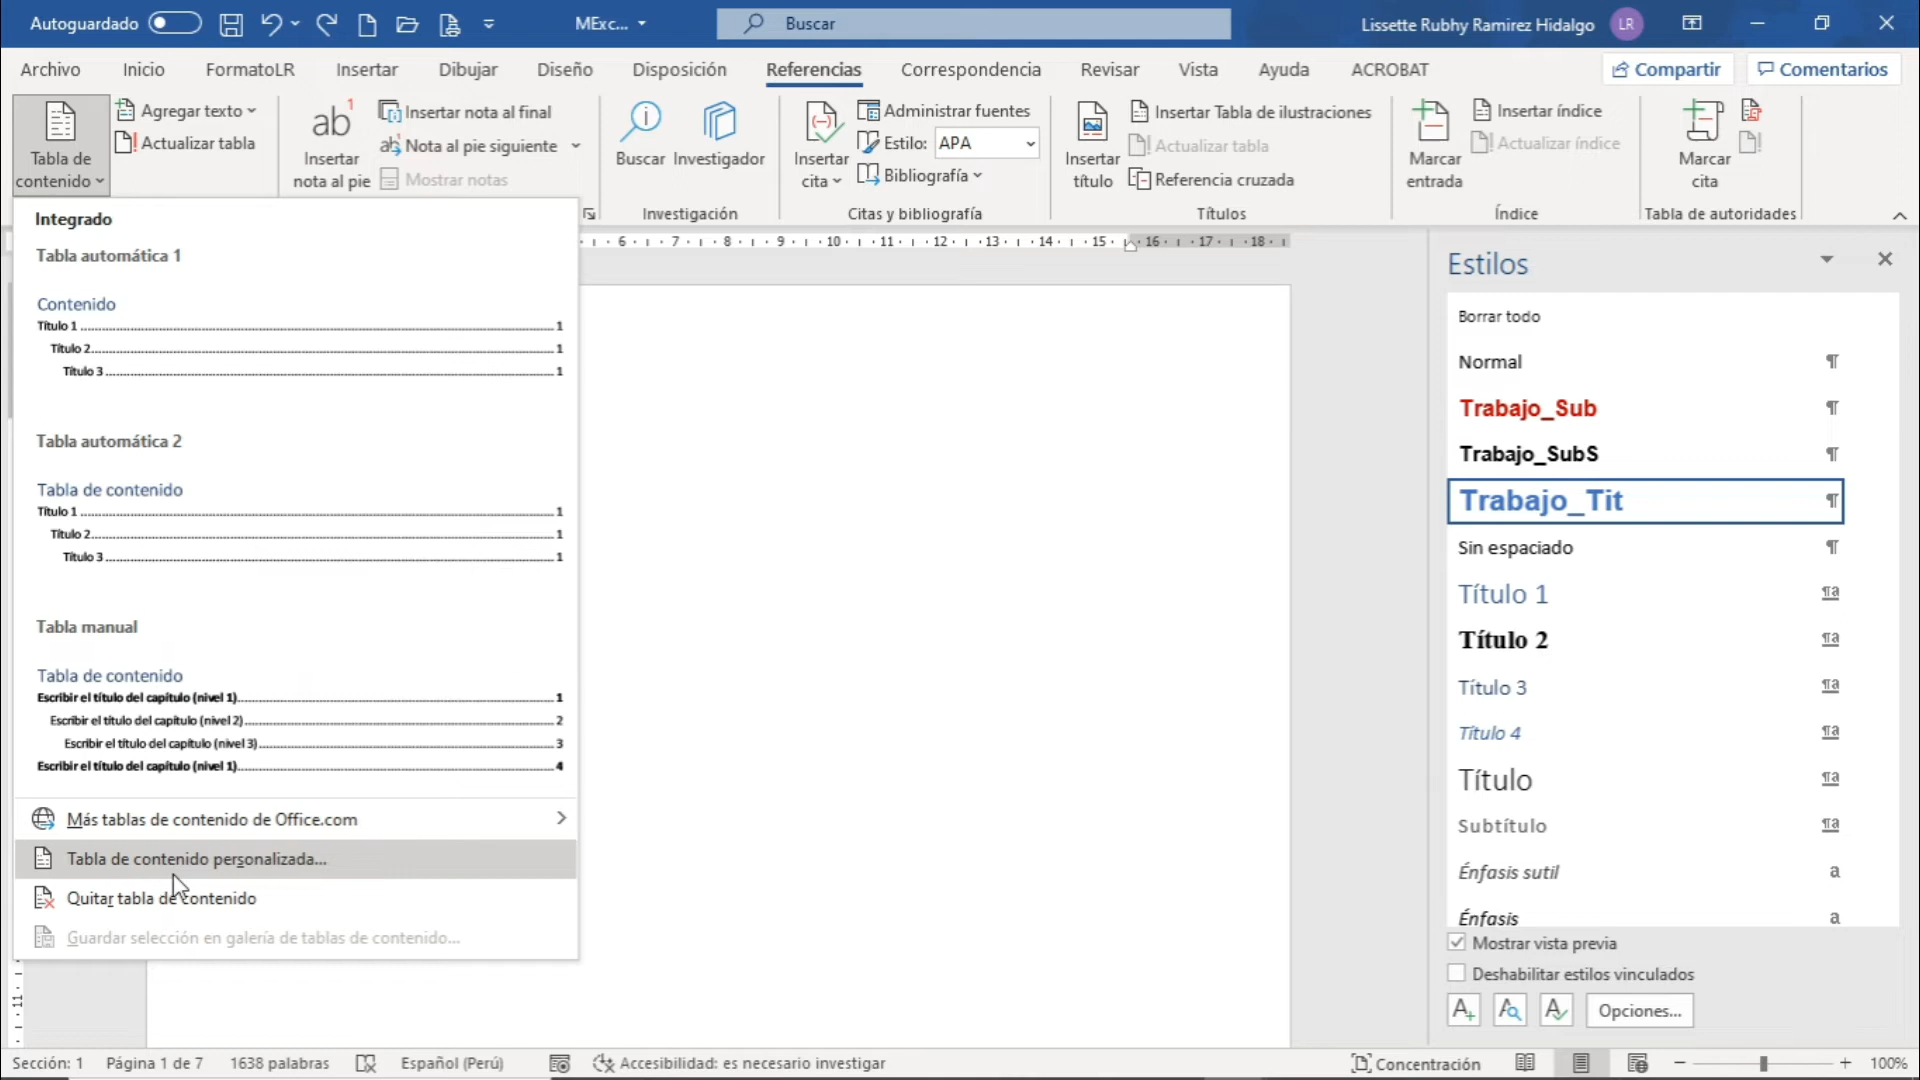 Autoguardado
MExc...
Buscar
Lissette Rubhy Ramirez Hidalgo
LR
Archivo
Inicio
FormatoLR
Insertar
Dibujar
Diseño
Disposición
Referencias
Correspondencia
Revisar
Vista
Ayuda
ACROBAT
Compartir
Comentarios
Tabla de
contenido
Agregar texto
Actualizar tabla
ab1
Insertar
nota al pie
Insertar nota al final
Nota al pie siguiente
Mostrar notas
Buscar
Investigador
Investigación
Insertar
cita
Administrar fuentes
Estilo: APA
Bibliografía
Citas y bibliografía
Insertar
título
Insertar Tabla de ilustraciones
Actualizar tabla
Referencia cruzada
Títulos
Marcar
entrada
Insertar índice
Actualizar índice
Índice
Marcar
cita
Tabla de autoridades
6 7 8 9 10 11 12 13 14 15 16 17 18
Integrado
Tabla automática 1
Contenido
Título 1 1
Título 2 1
Título 3 1
Tabla automática 2
Tabla de contenido
Título 1 1
Título 2 1
Título 3 1
Tabla manual
Tabla de contenido
Escribir el título del capítulo (nivel 1) 1
Escribir el título del capítulo (nivel 2) 2
Escribir el título del capítulo (nivel 3) 3
Escribir el título del capítulo (nivel 1) 4
Más tablas de contenido de Office.com
Tabla de contenido personalizada...
Quitar tabla de contenido
Guardar selección en galería de tablas de contenido...
11
Estilos
Borrar todo
Normal ¶
Trabajo_Sub ¶
Trabajo_SubS ¶
Trabajo_Tit ¶
Sin espaciado ¶
Título 1 ¶a
Título 2 ¶a
Título 3 ¶a
Título 4 ¶a
Título ¶a
Subtítulo ¶a
Énfasis sutil a
Énfasis a
Mostrar vista previa
Deshabilitar estilos vinculados
Opciones...
Sección: 1
Página 1 de 7
1638 palabras
Español (Perú)
Accesibilidad: es necesario investigar
Concentración
100%